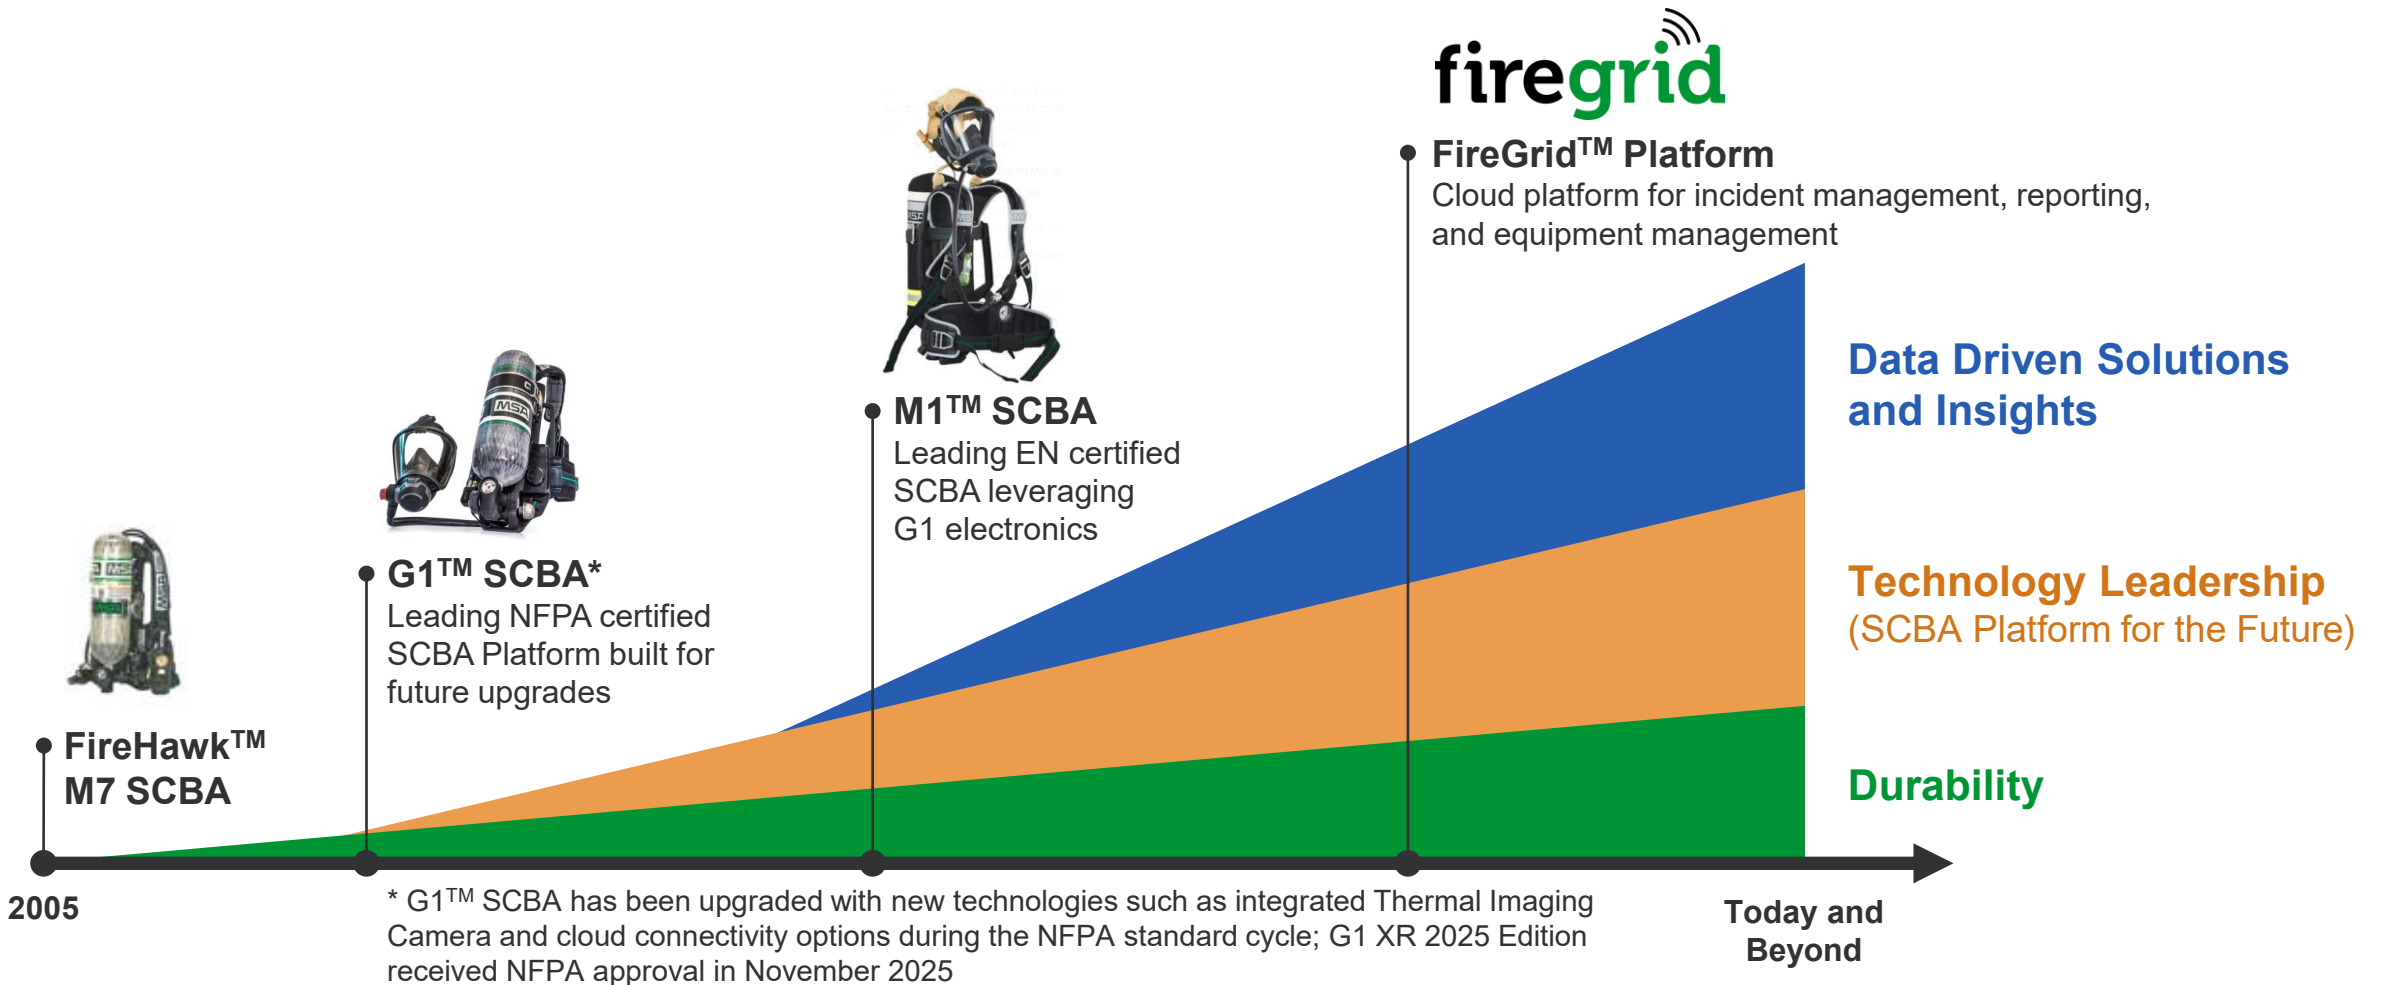 firegrid
FireGrid™ Platform
Cloud platform for incident management, reporting,
and equipment management
M1™ SCBA
Leading EN certified
SCBA leveraging
G1 electronics
MSA
G1™ SCBA*
Leading NFPA certified
SCBA Platform built for
future upgrades
FireHawk™
M7 SCBA
Data Driven Solutions
and Insights
Technology Leadership
(SCBA Platform for the Future)
Durability
2005
* G1™ SCBA has been upgraded with new technologies such as integrated Thermal Imaging
Camera and cloud connectivity options during the NFPA standard cycle; G1 XR 2025 Edition
received NFPA approval in November 2025
Today and
Beyond